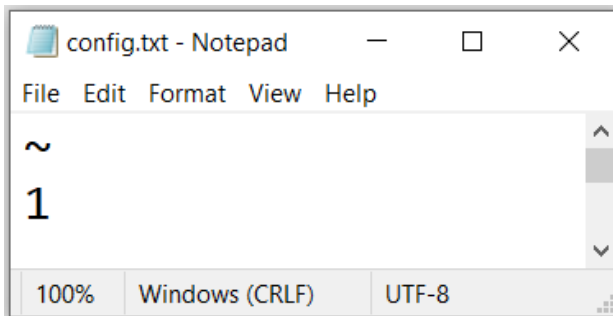 config.txt - Notepad
File Edit Format View Help
~
1
100% Windows (CRLF) UTF-8